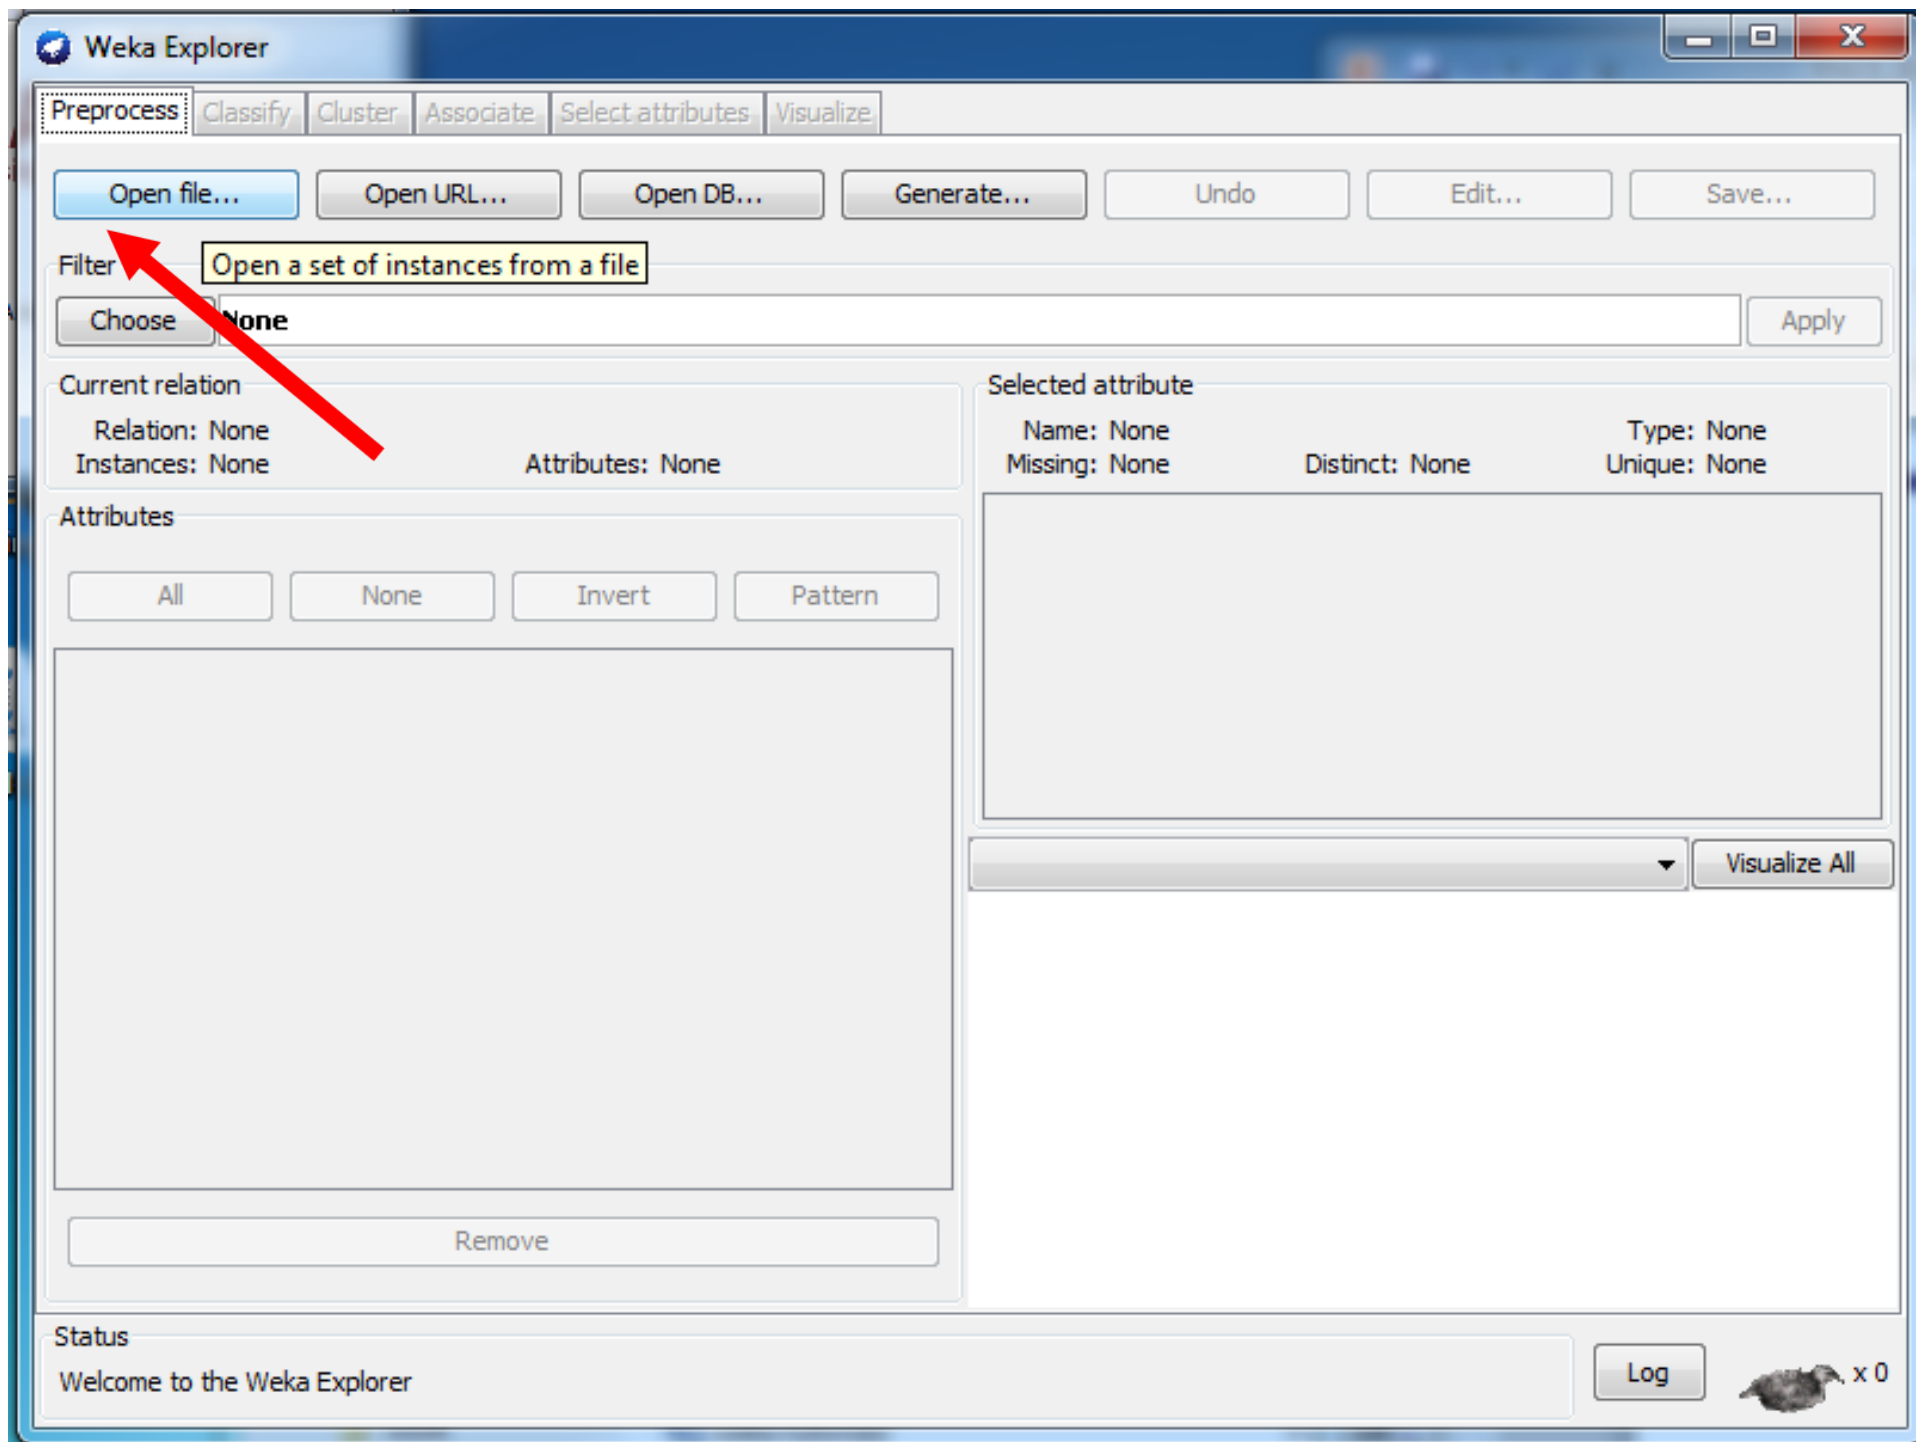 Weka Explorer
Preprocess Classify Cluster Associate Select attributes Visualize
Open file... Open URL... Open DB... Generate... Undo Edit... Save...
Filter
Open a set of instances from a file
Choose None Apply
Current relation
Relation: None
Instances: None Attributes: None
Selected attribute
Name: None Type: None
Missing: None Distinct: None Unique: None
Attributes
All None Invert Pattern
Visualize All
Remove
Status
Welcome to the Weka Explorer
Log
x 0